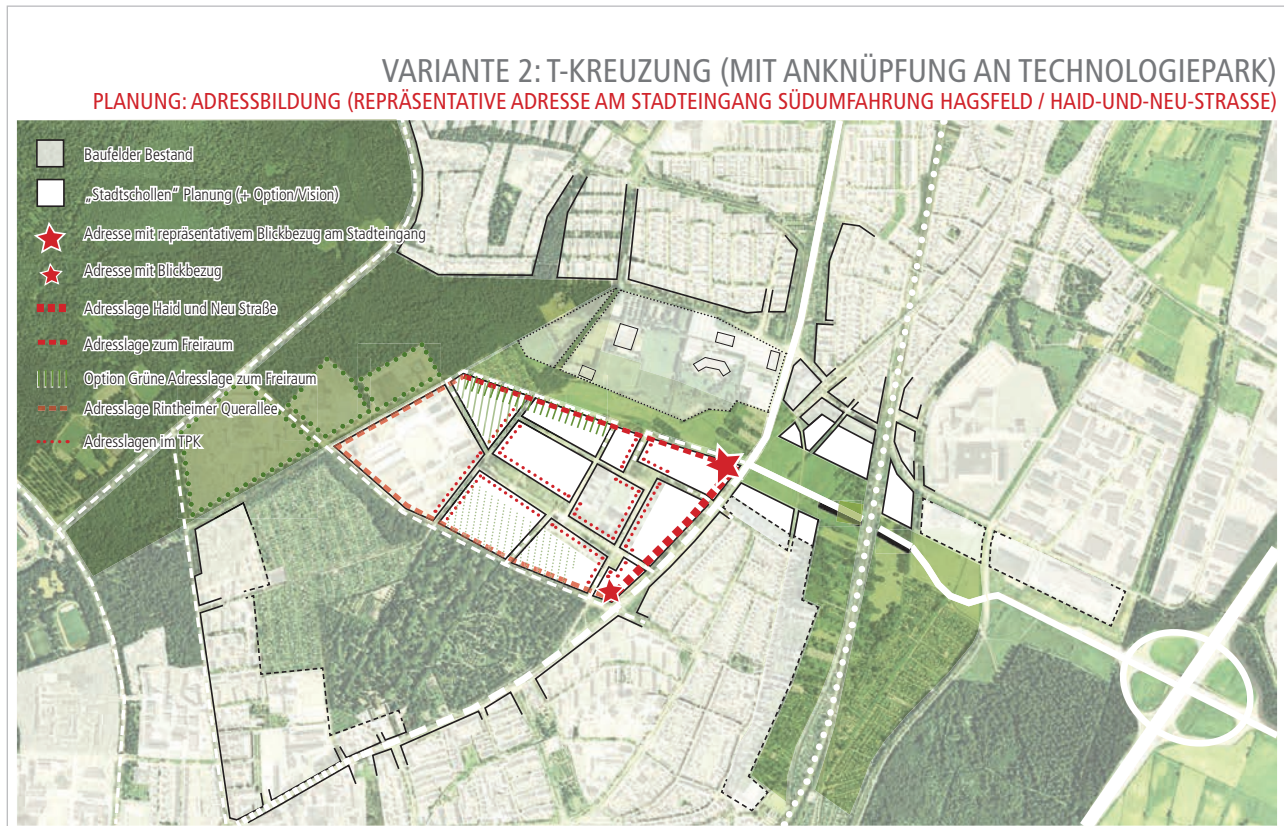 VARIANTE 2: T-KREUZUNG (MIT ANKNÜPFUNG AN TECHNOLOGIEPARK)
PLANUNG: ADRESSBILDUNG (REPRÄSENTATIVE ADRESSE AM STADTEINGANG SÜDUMFAHRUNG HAGSFELD / HAID-UND-NEU-STRASSE)
Baufelder Bestand
„Stadtschollen" Planung (+ Option/Vision)
Adresse mit repräsentativem Blickbezug am Stadteingang
Adresse mit Blickbezug
Adresslage Haid und Neu Straße
Adresslage zum Freiraum
Option Grüne Adresslage zum Freiraum
Adresslage Rintheimer Querallee
Adresslagen im TPK